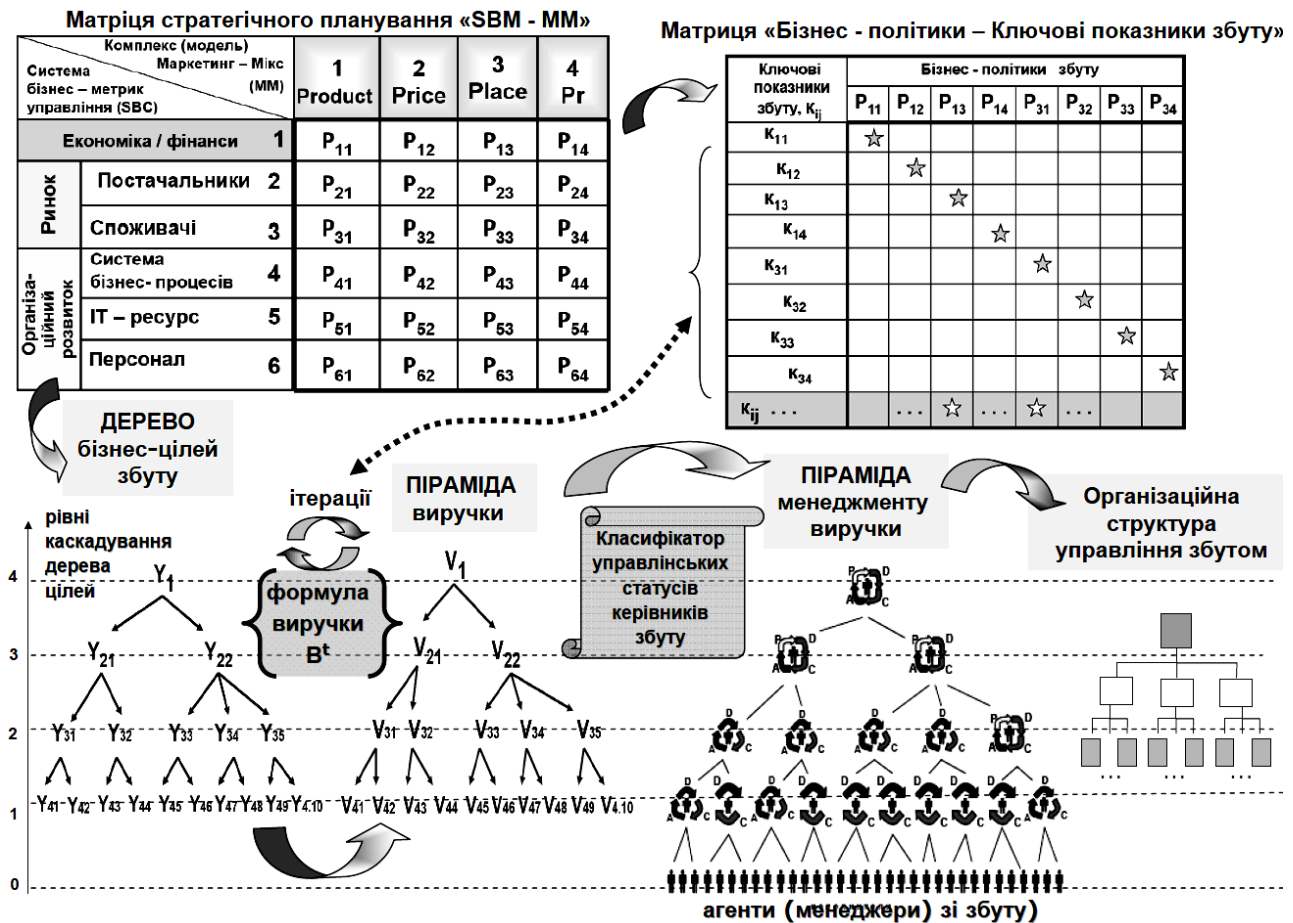 Матріця стратегічного планування «SBM - ММ»
Комплекс (модель)
Маркетинг – Мікс
(ММ)
Система
бізнес – метрик
управління (SBC)
1
Product
2
Price
3
Place
4
Pr
Економіка / фінанси 1 P11 P12 P13 P14
Ринок
Постачальники 2 P21 P22 P23 P24
Споживачі 3 P31 P32 P33 P34
Організа-
ційний
розвиток
Система
бізнес- процесів 4 P41 P42 P43 P44
ІТ – ресурс 5 P51 P52 P53 P54
Персонал 6 P61 P62 P63 P64
Матриця «Бізнес - політики – Ключові показники збуту»
Ключові
показники
збуту, Kij
Бізнес - політики збуту
P11 P12 P13 P14 P31 P32 P33 P34
К11
К12
К13
К14
К31
К32
К33
К34
Кij ... ... ☆ ... ☆ ...
ДЕРЕВО
бізнес-цілей
збуту
ітерації
ПІРАМІДА
виручки
ПІРАМІДА
менеджменту
виручки
Організаційна
структура
управління збутом
Класифікатор
управлінських
статусів
керівників
збуту
рівні
каскадування
дерева
цілей
формула
виручки
Bt
4
3
2
1
0
Y1
Y21 Y22
Y31 Y32 Y33 Y34 Y35
Y41 Y42 Y43 Y44 Y45 Y46 Y47 Y48 Y49 Y4.10
V1
V21 V22
V31 V32 V33 V34 V35
V41 V42 V43 V44 V45 V46 V47 V48 V49 V4.10
P D
A C
P D P D
A C A C
D D D D P D
A C A C A C A C A C
D D D D D D D D D D
A C C A C C C C C C C A C
... ... ...
агенти (менеджери) зі збуту)